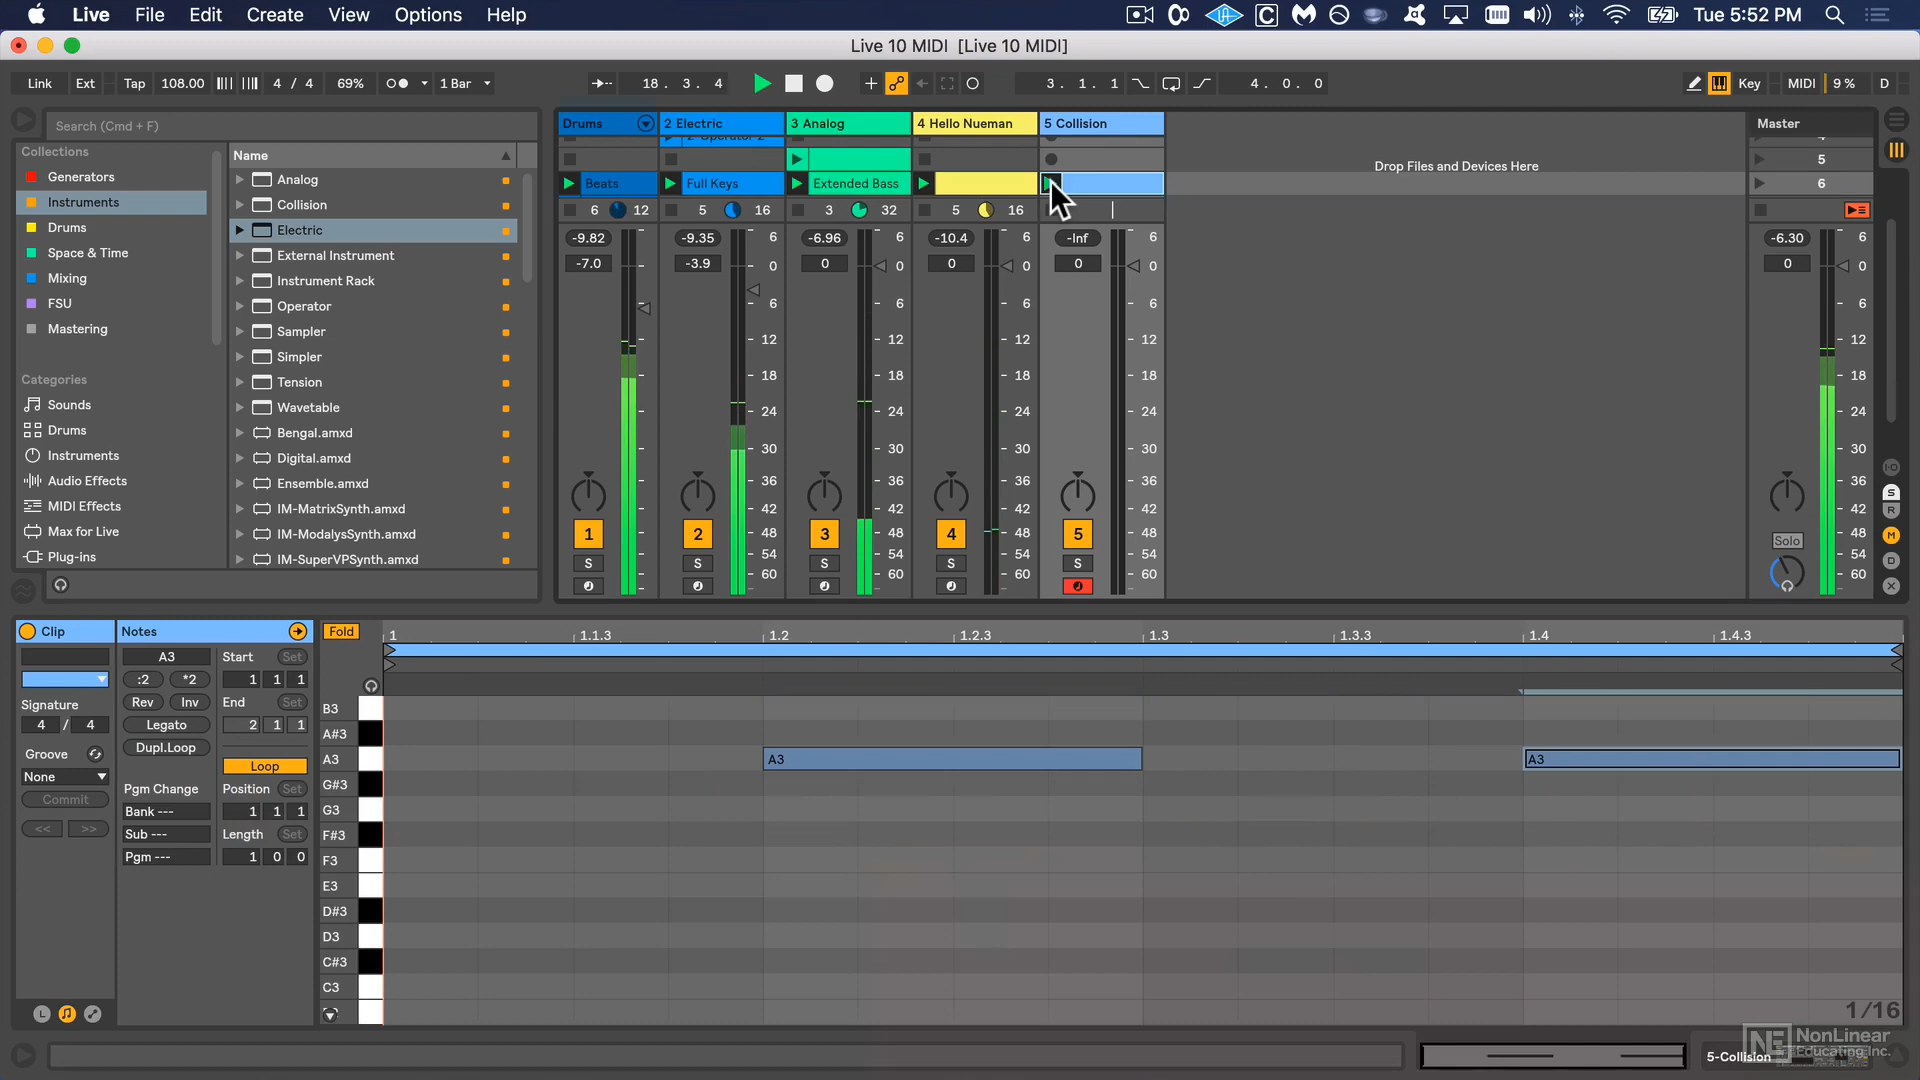 Live File Edit Create View Options Help Tue 5:52 PM
Live 10 MIDI [Live 10 MIDI]
Link Ext Tap 108.00 4 / 4 69% 1 Bar 18. 3. 4 3. 1. 1 4. 0. 0 Key MIDI 9 % D
Search (Cmd + F)
Collections
Generators
Instruments
Drums
Space & Time
Mixing
FSU
Mastering
Categories
Sounds
Drums
Instruments
Audio Effects
MIDI Effects
Max for Live
Plug-ins
Name
Analog
Collision
Electric
External Instrument
Instrument Rack
Operator
Sampler
Simpler
Tension
Wavetable
Bengal.amxd
Digital.amxd
Ensemble.amxd
IM-MatrixSynth.amxd
IM-ModalysSynth.amxd
IM-SuperVPSynth.amxd
Drums 2 Electric 3 Analog 4 Hello Nueman 5 Collision Master
Drop Files and Devices Here
5
Beats Full Keys Extended Bass 6
6 12 5 16 3 32 5 16
-9.82 -9.35 6 -6.96 6 -10.4 6 -Inf 6 -6.30 6
-7.0 -3.9 0 0 0 0 0 0 0 0 0
6 6 6 6 6
12 12 12 12 12
18 18 18 18 18
24 24 24 24 24
30 30 30 30 30
36 36 36 36 36
42 42 42 42 42
1 2 48 3 48 4 48 5 48 48
54 54 54 54 Solo 54
S S S S S
60 60 60 60 60
I-O
S
R
M
D
X
Clip Notes Fold 1 1.1.3 1.2 1.2.3 1.3 1.3.3 1.4 1.4.3
A3 Start Set
:2 *2 1 1 1
Signature Rev Inv End Set
4 / 4 Legato 2 1 1
Groove Dupl.Loop
None Loop
Commit Pgm Change Position Set
Bank --- 1 1 1
<< >> Sub --- Length Set
Pgm --- 1 0 0
B3
A#3
A3 A3 A3
G#3
G3
F#3
F3
E3
D#3
D3
C#3
C3
L
1/16
NE NonLinear
Educating Inc.
5-Collision